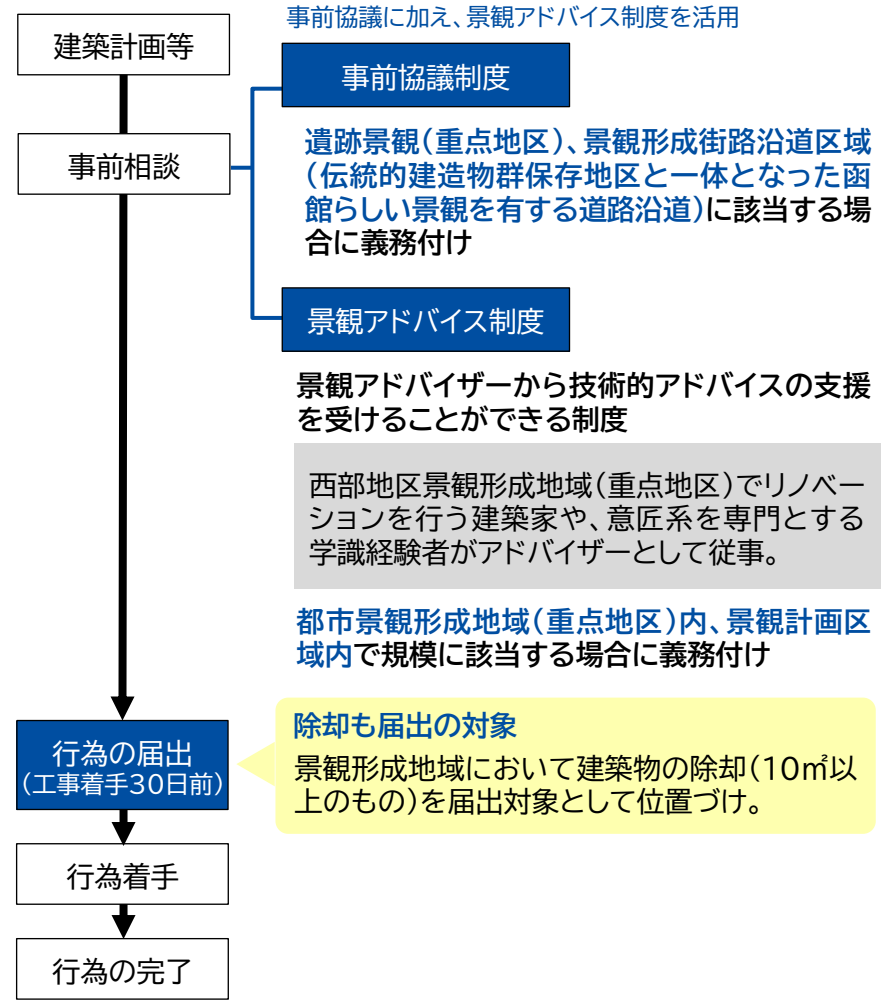 事前協議に加え、景観アドバイス制度を活用
建築計画等
事前協議制度
事前相談
遺跡景観(重点地区)、景観形成街路沿道区域
(伝統的建造物群保存地区と一体となった函
館らしい景観を有する道路沿道)に該当する場
合に義務付け
景観アドバイス制度
景観アドバイザーから技術的アドバイスの支援
を受けることができる制度
西部地区景観形成地域(重点地区)でリノベー
ションを行う建築家や、意匠系を専門とする
学識経験者がアドバイザーとして従事。
都市景観形成地域(重点地区)内、景観計画区
域内で規模に該当する場合に義務付け
行為の届出
(工事着手30日前)
除却も届出の対象
景観形成地域において建築物の除却(10㎡以
上のもの)を届出対象として位置づけ。
行為着手
行為の完了